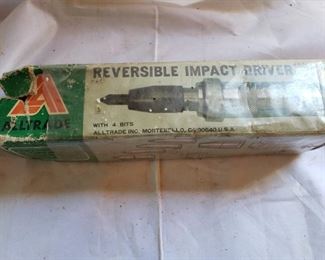 REVERSIBLE IMPACT DRIVER
ALLTRADE
WITH 4 BITS
ALLTRADE INC. MONTEBELLO, CA 90640 U.S.A.